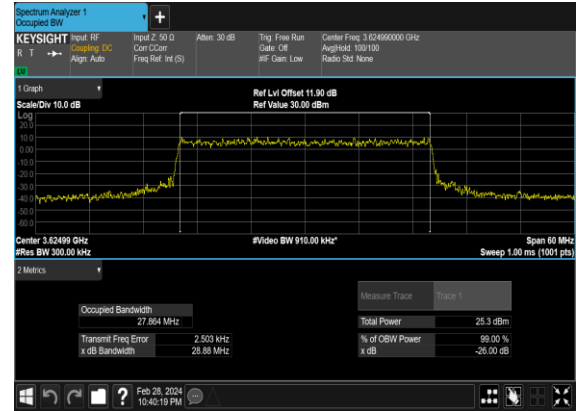 Spectrum Analyzer 1
Occupied BW
KEYSIGHT Input: RF Input Z: 50 Ω Atten: 30 dB Trig: Free Run Center Freq: 3.624990000 GHz
R T Coupling: DC Corr CCorr Gate: Off Avg|Hold: 100/100
Align: Auto Freq Ref: Int (S) #IF Gain: Low Radio Std: None
LV
1 Graph
Ref Lvl Offset 11.90 dB
Scale/Div 10.0 dB Ref Value 30.00 dBm
Log
20.0
10.0
0.00
-10.0
-20.0
-30.0
-40.0
-50.0
-60.0
Center 3.62499 GHz #Video BW 910.00 kHz* Span 60 MHz
#Res BW 300.00 kHz Sweep 1.00 ms (1001 pts)
2 Metrics
Measure Trace Trace 1
Occupied Bandwidth
27.864 MHz Total Power 25.3 dBm
Transmit Freq Error 2.503 kHz % of OBW Power 99.00 %
x dB Bandwidth 28.88 MHz x dB -26.00 dB
? Feb 28, 2024
10:40:19 PM